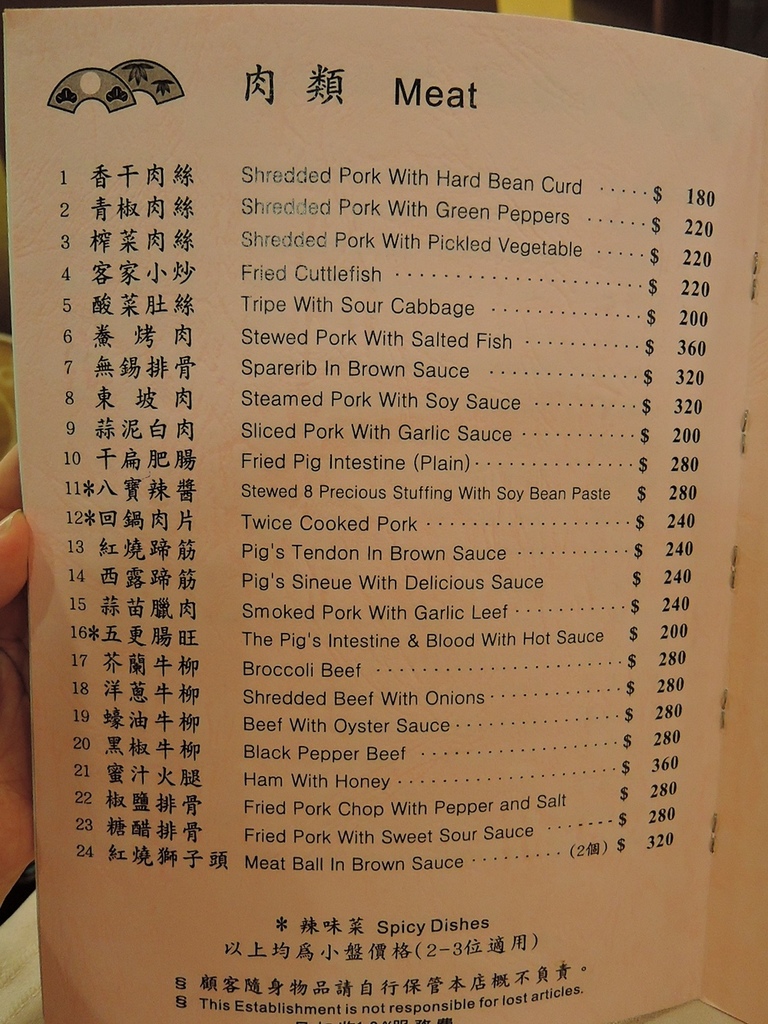 肉類 Meat
1 香干肉絲 Shredded Pork With Hard Bean Curd ····· $ 180
2 青椒肉絲 Shredded Pork With Green Peppers ······ $ 220
3 榨菜肉絲 Shredded Pork With Pickled Vegetable ····· $ 220
4 客家小炒 Fried Cuttlefish ·················· $ 220
5 酸菜肚絲 Tripe With Sour Cabbage ············ $ 200
6 鯗烤肉 Stewed Pork With Salted Fish ·········· $ 360
7 無錫排骨 Sparerib In Brown Sauce ············ $ 320
8 東坡肉 Steamed Pork With Soy Sauce ·········· $ 320
9 蒜泥白肉 Sliced Pork With Garlic Sauce ·········· $ 200
10 干扁肥腸 Fried Pig Intestine (Plain) ·············· $ 280
11*八寶辣醬 Stewed 8 Precious Stuffing With Soy Bean Paste $ 280
12*回鍋肉片 Twice Cooked Pork ·················· $ 240
13 紅燒蹄筋 Pig's Tendon In Brown Sauce ·········· $ 240
14 西露蹄筋 Pig's Sineue With Delicious Sauce $ 240
15 蒜苗臘肉 Smoked Pork With Garlic Leef ·········· $ 240
16*五更腸旺 The Pig's Intestine & Blood With Hot Sauce $ 200
17 芥蘭牛柳 Broccoli Beef ······················ $ 280
18 洋蔥牛柳 Shredded Beef With Onions ············ $ 280
19 蠔油牛柳 Beef With Oyster Sauce ··············· $ 280
20 黑椒牛柳 Black Pepper Beef ·················· $ 280
21 蜜汁火腿 Ham With Honey ···················· $ 360
22 椒鹽排骨 Fried Pork Chop With Pepper and Salt $ 280
23 糖醋排骨 Fried Pork With Sweet Sour Sauce ······· $ 280
24 紅燒獅子頭 Meat Ball In Brown Sauce ········· (2個) $ 320
* 辣味菜 Spicy Dishes
以上均爲小盤價格(2-3位適用)
§ 顧客隨身物品請自行保管本店概不負責。
§ This Establishment is not responsible for lost articles.